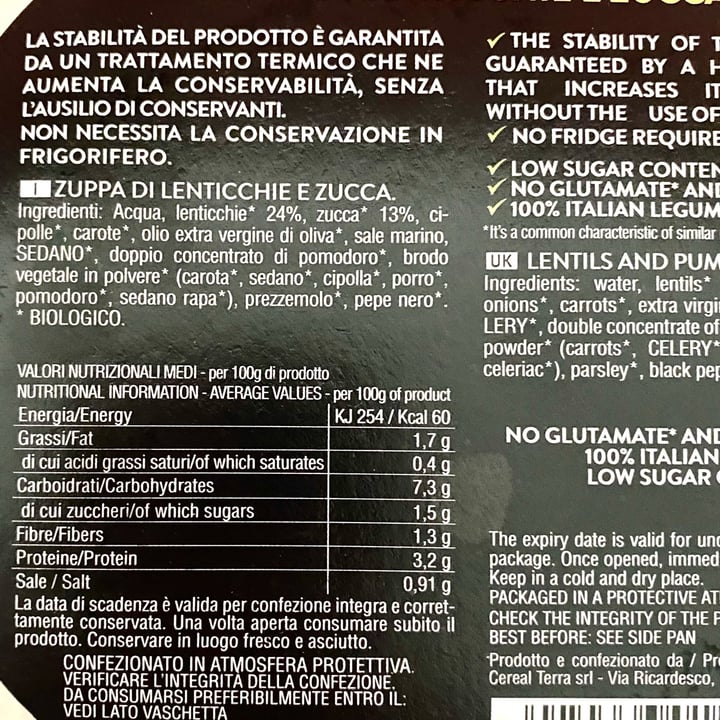 LA STABILITÀ DEL PRODOTTO È GARANTITA
DA UN TRATTAMENTO TERMICO CHE NE
AUMENTA LA CONSERVABILITÀ, SENZA
L'AUSILIO DI CONSERVANTI.
NON NECESSITA LA CONSERVAZIONE IN
FRIGORIFERO.
I ZUPPA DI LENTICCHIE E ZUCCA.
Ingredienti: Acqua, lenticchie* 24%, zucca* 13%, ci-
polle*, carote*, olio extra vergine di oliva*, sale marino,
SEDANO*, doppio concentrato di pomodoro*, brodo
vegetale in polvere* (carota*, sedano*, cipolla*, porro*,
pomodoro*, sedano rapa*), prezzemolo*, pepe nero*.
* BIOLOGICO.
VALORI NUTRIZIONALI MEDI - per 100g di prodotto
NUTRITIONAL INFORMATION - AVERAGE VALUES - per 100g of product
Energia/Energy KJ 254 / Kcal 60
Grassi/Fat 1,7 g
di cui acidi grassi saturi/of which saturates 0,4 g
Carboidrati/Carbohydrates 7,3 g
di cui zuccheri/of which sugars 1,5 g
Fibre/Fibers 1,3 g
Proteine/Protein 3,2 g
Sale / Salt 0,91 g
La data di scadenza è valida per confezione integra e corret-
tamente conservata. Una volta aperta consumare subito il
prodotto. Conservare in luogo fresco e asciutto.
CONFEZIONATO IN ATMOSFERA PROTETTIVA.
VERIFICARE L'INTEGRITÀ DELLA CONFEZIONE.
DA CONSUMARSI PREFERIBILMENTE ENTRO IL:
VEDI LATO VASCHETTA
✓ THE STABILITY OF T
GUARANTEED BY A H
THAT INCREASES IT
WITHOUT THE USE OF
✓ NO FRIDGE REQUIRE
✓ LOW SUGAR CONTEN
✓ NO GLUTAMATE* AND
✓ 100% ITALIAN LEGUM
*It's a common characteristic of similar
UK LENTILS AND PUM
Ingredients: water, lentils*
onions*, carrots*, extra virgi
LERY*, double concentrate of
powder* (carrots*, CELERY*
celeriac*), parsley*, black pep
NO GLUTAMATE* AND
100% ITALIAN
LOW SUGAR
The expiry date is valid for und
package. Once opened, immed
Keep in a cold and dry place.
PACKAGED IN A PROTECTIVE AT
CHECK THE INTEGRITY OF THE P
BEST BEFORE: SEE SIDE PAN
Prodotto e confezionato da / Pr
Cereal Terra srl - Via Ricardesco,